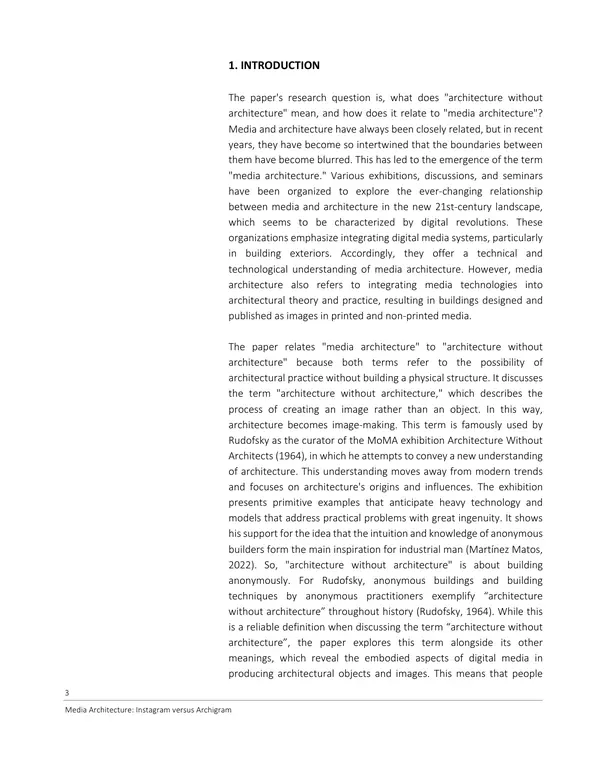 1. INTRODUCTION
The paper's research question is, what does "architecture without
architecture" mean, and how does it relate to "media architecture"?
Media and architecture have always been closely related, but in recent
years, they have become so intertwined that the boundaries between
them have become blurred. This has led to the emergence of the term
"media architecture." Various exhibitions, discussions, and seminars
have been organized to explore the ever-changing relationship
between media and architecture in the new 21st-century landscape,
which seems to be characterized by digital revolutions. These
organizations emphasize integrating digital media systems, particularly
in building exteriors. Accordingly, they offer a technical and
technological understanding of media architecture. However, media
architecture also refers to integrating media technologies into
architectural theory and practice, resulting in buildings designed and
published as images in printed and non-printed media.
The paper relates "media architecture" to "architecture without
architecture" because both terms refer to the possibility of
architectural practice without building a physical structure. It discusses
the term "architecture without architecture," which describes the
process of creating an image rather than an object. In this way,
architecture becomes image-making. This term is famously used by
Rudofsky as the curator of the MoMA exhibition Architecture Without
Architects (1964), in which he attempts to convey a new understanding
of architecture. This understanding moves away from modern trends
and focuses on architecture's origins and influences. The exhibition
presents primitive examples that anticipate heavy technology and
models that address practical problems with great ingenuity. It shows
his support for the idea that the intuition and knowledge of anonymous
builders form the main inspiration for industrial man (Martínez Matos,
2022). So, "architecture without architecture" is about building
anonymously. For Rudofsky, anonymous buildings and building
techniques by anonymous practitioners exemplify “architecture
without architecture” throughout history (Rudofsky, 1964). While this
is a reliable definition when discussing the term “architecture without
architecture”, the paper explores this term alongside its other
meanings, which reveal the embodied aspects of digital media in
producing architectural objects and images. This means that people
3
Media Architecture: Instagram versus Archigram